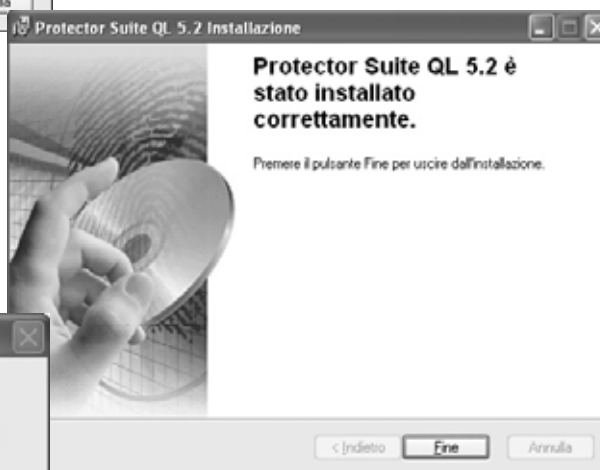 Protector Suite QL 5.2 Installazione
Protector Suite QL 5.2 è
stato installato
correttamente.
Premere il pulsante Fine per uscire dall'installazione.
< Indietro
Fine
Annulla